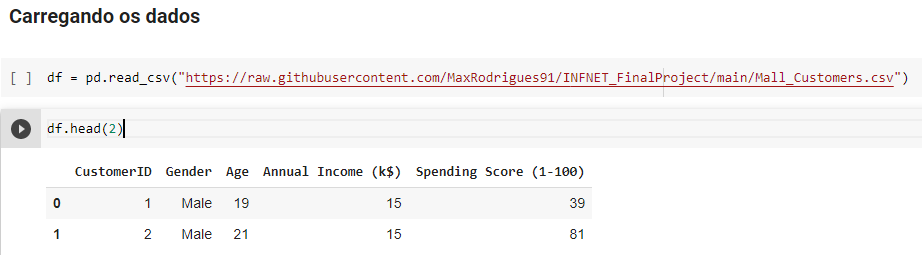 Carregando os dados
[ ] df = pd.read_csv("https://raw.githubusercontent.com/MaxRodrigues91/INFNET_FinalProject/main/Mall_Customers.csv")
df.head(2)
CustomerID Gender Age Annual Income (k$) Spending Score (1-100)
0 1 Male 19 15 39
1 2 Male 21 15 81